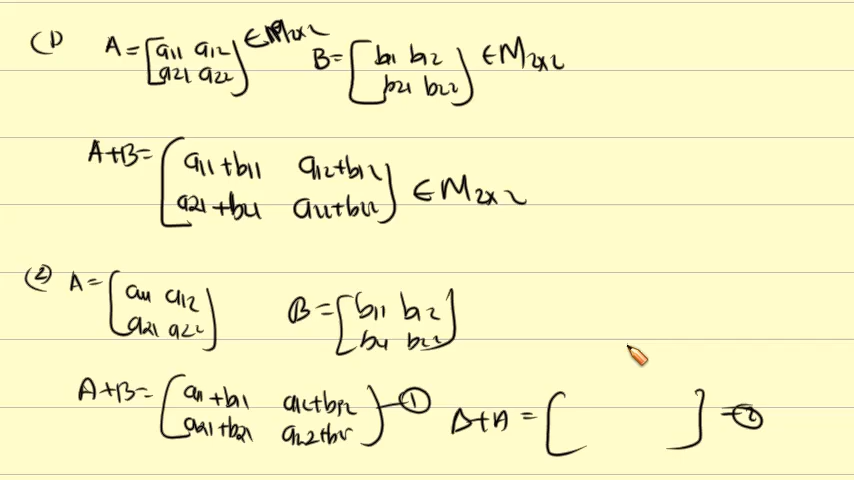 (1) A = [a11 a12 ∈ M2x2 B = [b11 b12 ∈ M2x2
a21 a22] b21 b22]
A+B = [a11+b11 a12+b12
a21+b21 a22+b22] ∈ M2x2
(2) A = [a11 a12 B = [b11 b12
a21 a22] b21 b22]
A+B = [a11+b11 a12+b12] —①
a21+b21 a22+b22 B+A = [ ] —②